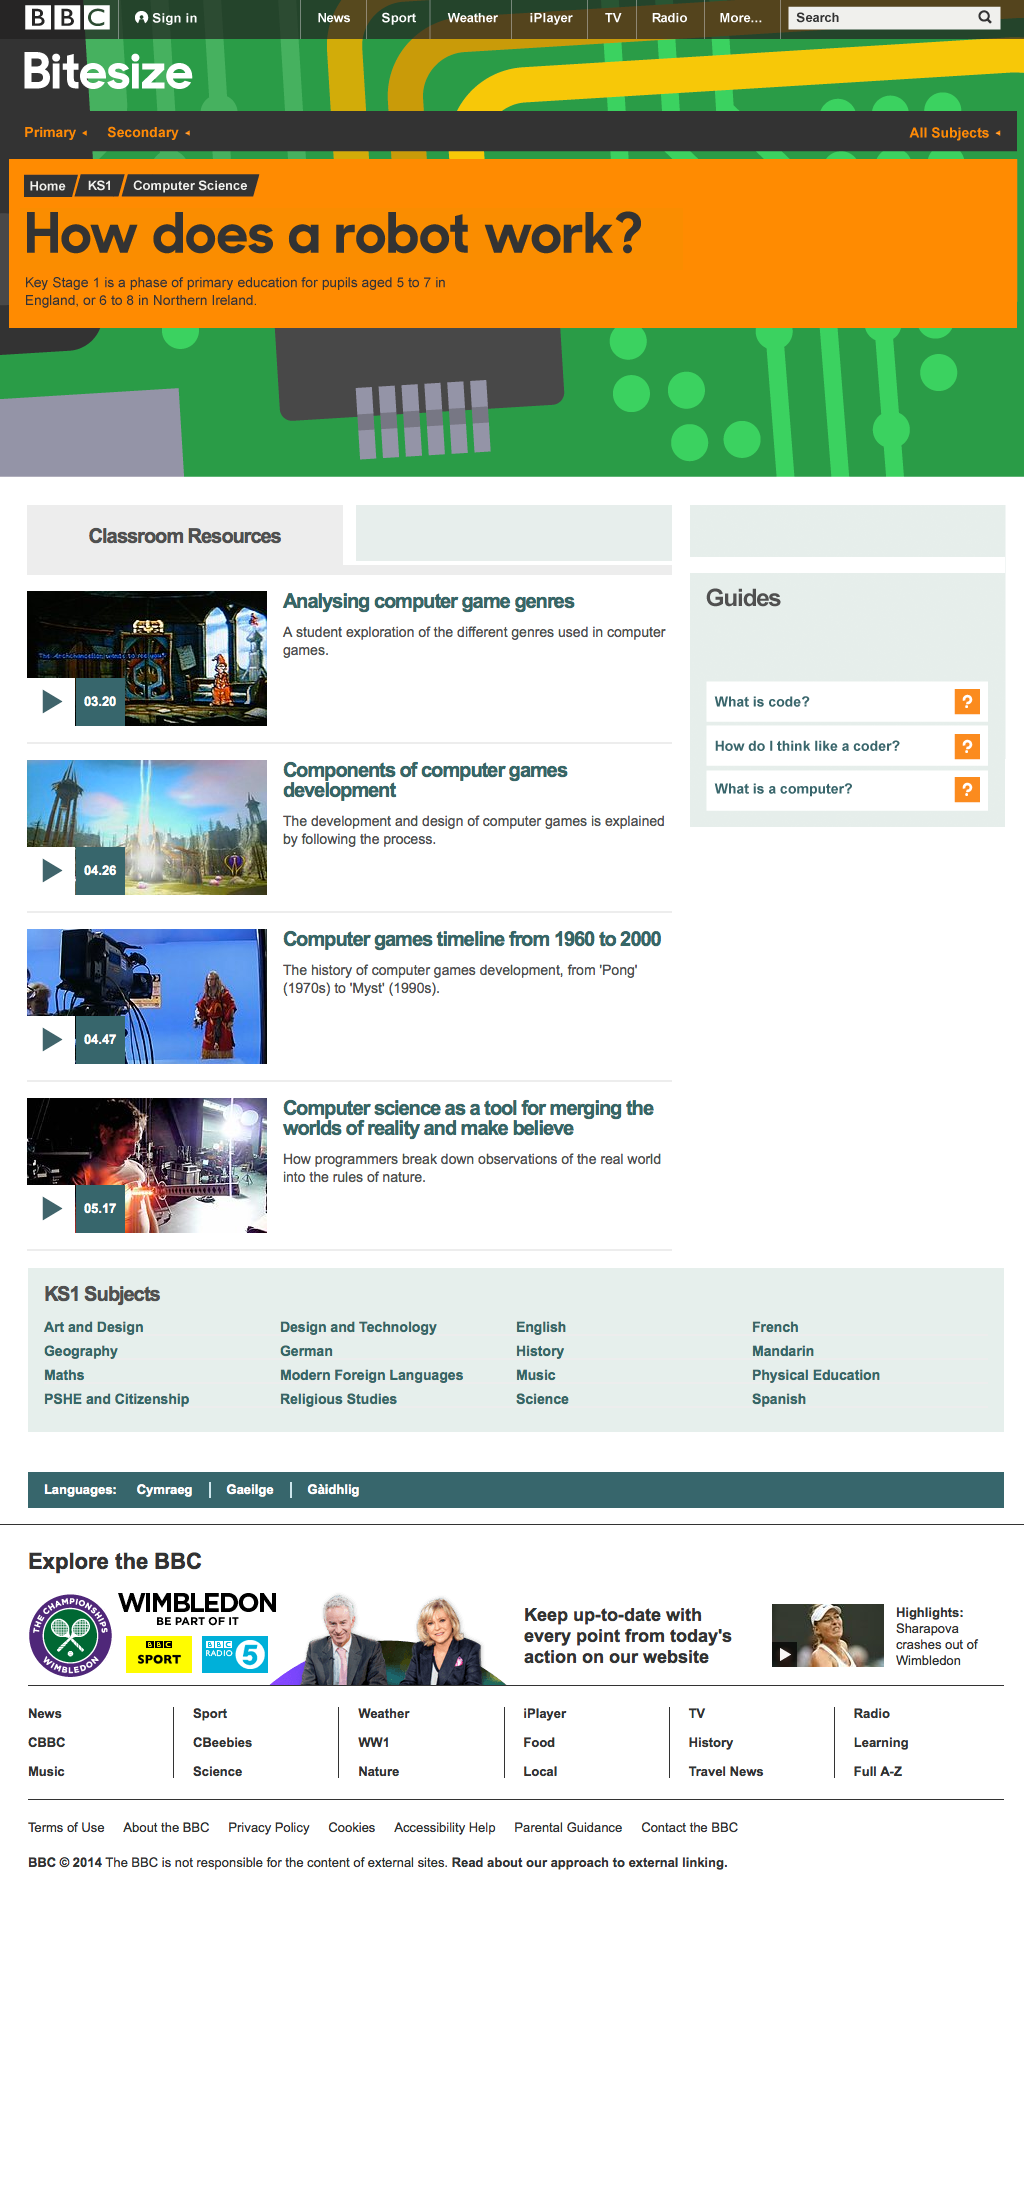 BBC
Sign in
News
Sport
Weather
iPlayer
TV
Radio
More...
Search
Bitesize
Primary
Secondary
All Subjects
Home
KS1
Computer Science
How does a robot work?
Key Stage 1 is a phase of primary education for pupils aged 5 to 7 in
England, or 6 to 8 in Northern Ireland.
Classroom Resources
Analysing computer game genres
A student exploration of the different genres used in computer
games.
03.20
Components of computer games
development
The development and design of computer games is explained
by following the process.
04.26
Computer games timeline from 1960 to 2000
The history of computer games development, from 'Pong'
(1970s) to 'Myst' (1990s).
04.47
Computer science as a tool for merging the
worlds of reality and make believe
How programmers break down observations of the real world
into the rules of nature.
05.17
Guides
What is code?
?
How do I think like a coder?
?
What is a computer?
?
KS1 Subjects
Art and Design
Design and Technology
English
French
Geography
German
History
Mandarin
Maths
Modern Foreign Languages
Music
Physical Education
PSHE and Citizenship
Religious Studies
Science
Spanish
Languages:
Cymraeg
Gaeilge
Gàidhlig
Explore the BBC
THE CHAMPIONSHIPS
WIMBLEDON
WIMBLEDON
BE PART OF IT
BBC
SPORT
BBC
RADIO
5
Keep up-to-date with
every point from today's
action on our website
Highlights:
Sharapova
crashes out of
Wimbledon
News
Sport
Weather
iPlayer
TV
Radio
CBBC
CBeebies
WW1
Food
History
Learning
Music
Science
Nature
Local
Travel News
Full A-Z
Terms of Use
About the BBC
Privacy Policy
Cookies
Accessibility Help
Parental Guidance
Contact the BBC
BBC © 2014 The BBC is not responsible for the content of external sites. Read about our approach to external linking.